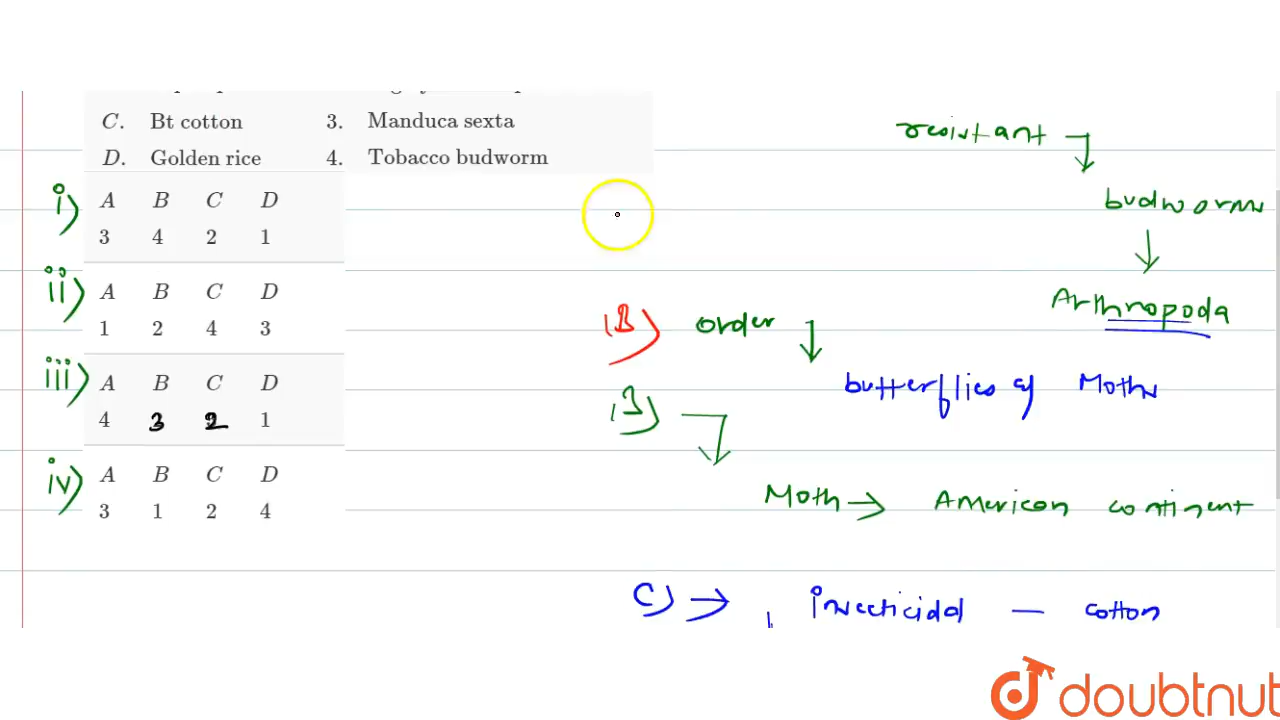 C. Bt cotton 3. Manduca sexta
D. Golden rice 4. Tobacco budworm
i) A B C D
3 4 2 1
ii) A B C D
1 2 4 3
iii) A B C D
4 3 2 1
iv) A B C D
3 1 2 4
resistant
budworms
Arthropoda
B) order
butterflies of Moths
B)
Moth → American continent
C) → insecticidal — cotton
doubtnut